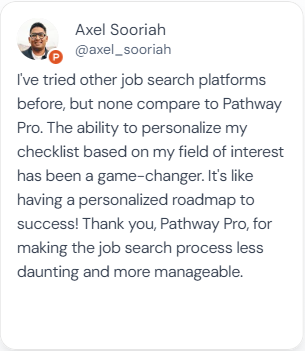 Axel Sooriah
@axel_sooriah
P
I've tried other job search platforms
before, but none compare to Pathway
Pro. The ability to personalize my
checklist based on my field of interest
has been a game-changer. It's like
having a personalized roadmap to
success! Thank you, Pathway Pro, for
making the job search process less
daunting and more manageable.